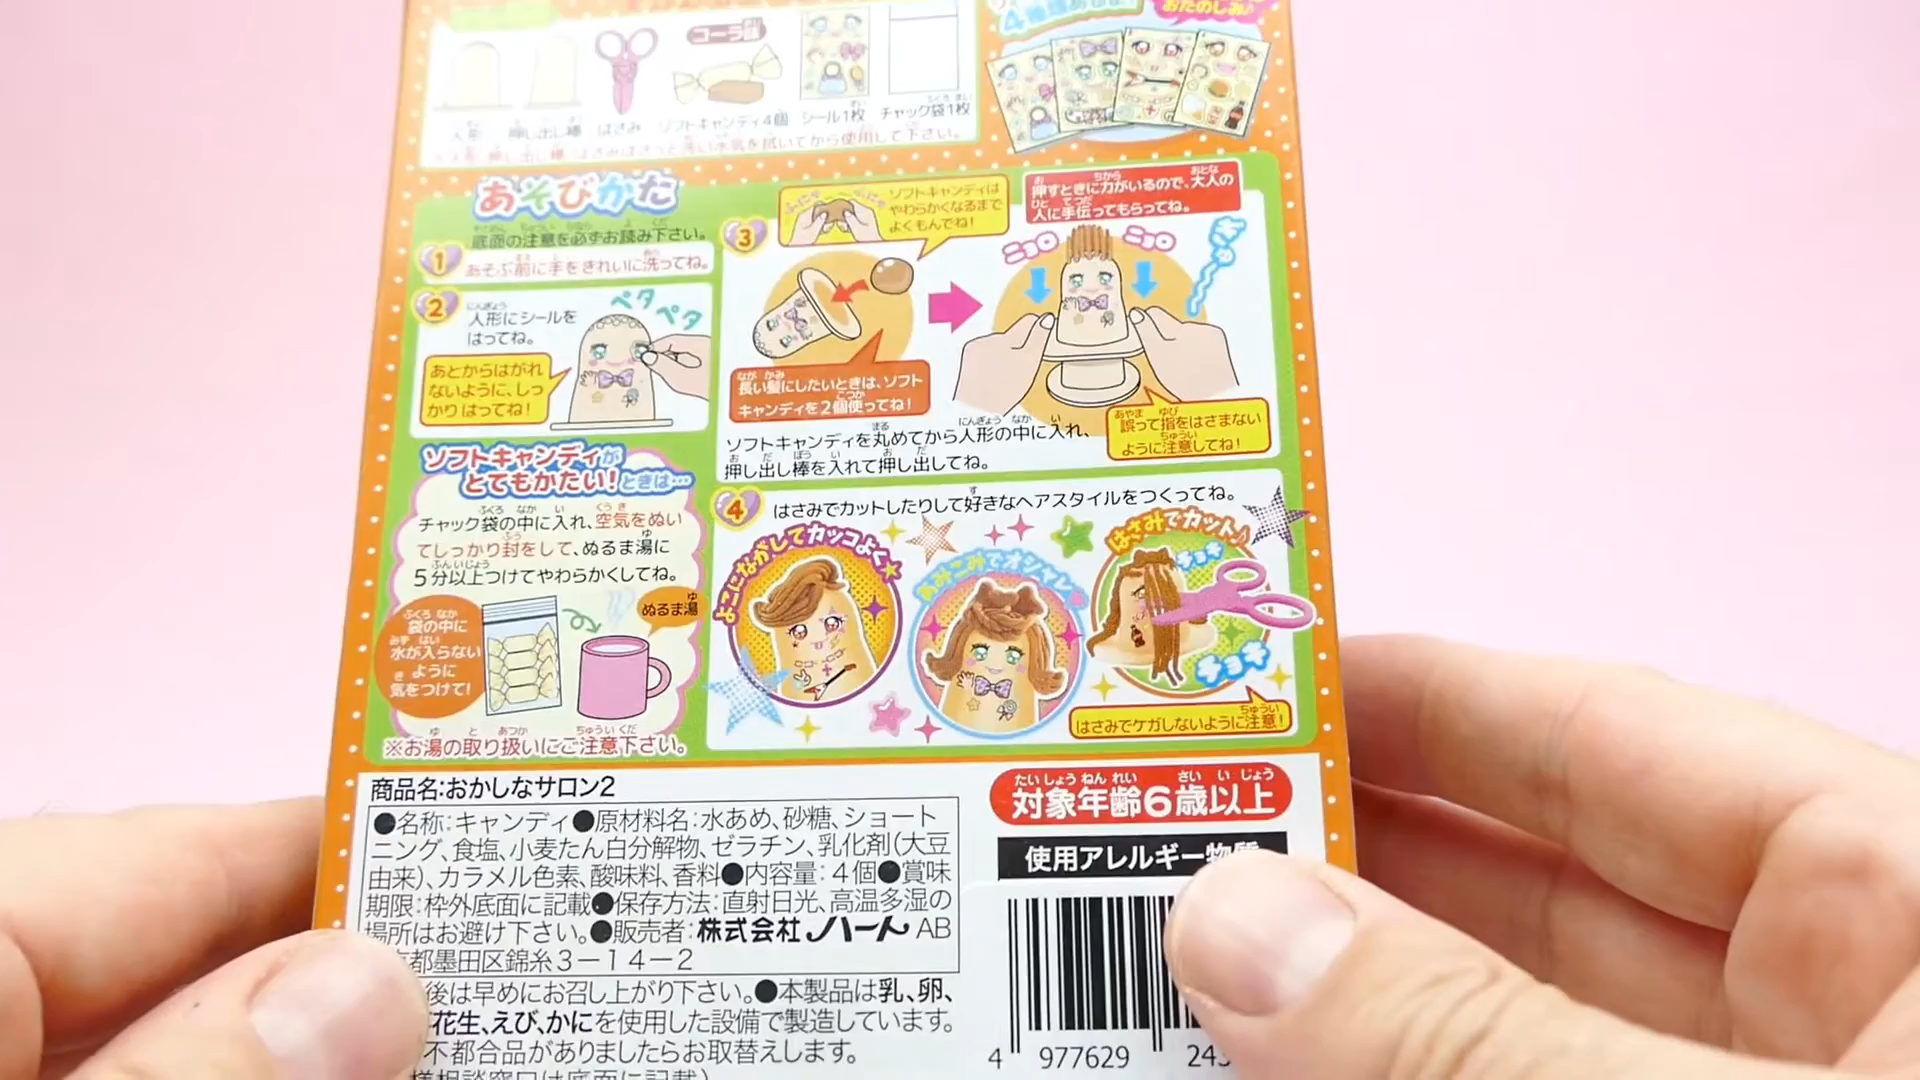 おたのしみ♪
コーラ味
人形
押し出し棒
はさみ
ソフトキャンディ4個
シール1枚
チャック袋1枚
あそびかた
底面の注意を必ずお読み下さい。
1
あそぶ前に手をきれいに洗ってね。
2
人形にシールを
はってね。
ペタ
ペタ
あとからはがれ
ないように、しっ
かりはってね！
3
ソフトキャンディは
やわらかくなるまで
よくもんでね！
押すときに力がいるので、大人の
人に手伝ってもらってね。
ニョロ
ニョロ
ぎゅ～
長い髪にしたいときは、ソフト
キャンディを2個使ってね！
誤って指をはさまない
ように注意してね！
ソフトキャンディを丸めてから人形の中に入れ、
押し出し棒を入れて押し出してね。
ソフトキャンディが
とてもかたい！ときは…
チャック袋の中に入れ、空気をぬい
てしっかり封をして、ぬるま湯に
5分以上つけてやわらかくしてね。
袋の中に
水が入らない
ように
気をつけて！
ぬるま湯
※お湯の取り扱いにご注意下さい。
4
はさみでカットしたりして好きなヘアスタイルをつくってね。
よこにながしてカッコよく★
あみこみでオシャレ
はさみでカット♪
チョキ
チョキ
はさみでケガしないように注意！
商品名：おかしなサロン2
●名称：キャンディ●原材料名：水あめ、砂糖、ショート
ニング、食塩、小麦たん白分解物、ゼラチン、乳化剤（大豆
由来）、カラメル色素、酸味料、香料●内容量：4個●賞味
期限：枠外底面に記載●保存方法：直射日光、高温多湿の
場所はお避け下さい。●販売者：株式会社ハート AB
都墨田区錦糸3－14－2
後は早めにお召し上がり下さい。●本製品は乳、卵、
花生、えび、かにを使用した設備で製造しています。
不都合品がありましたらお取替えします。
対象年齢6歳以上
使用アレルギー物質
4 977629 243